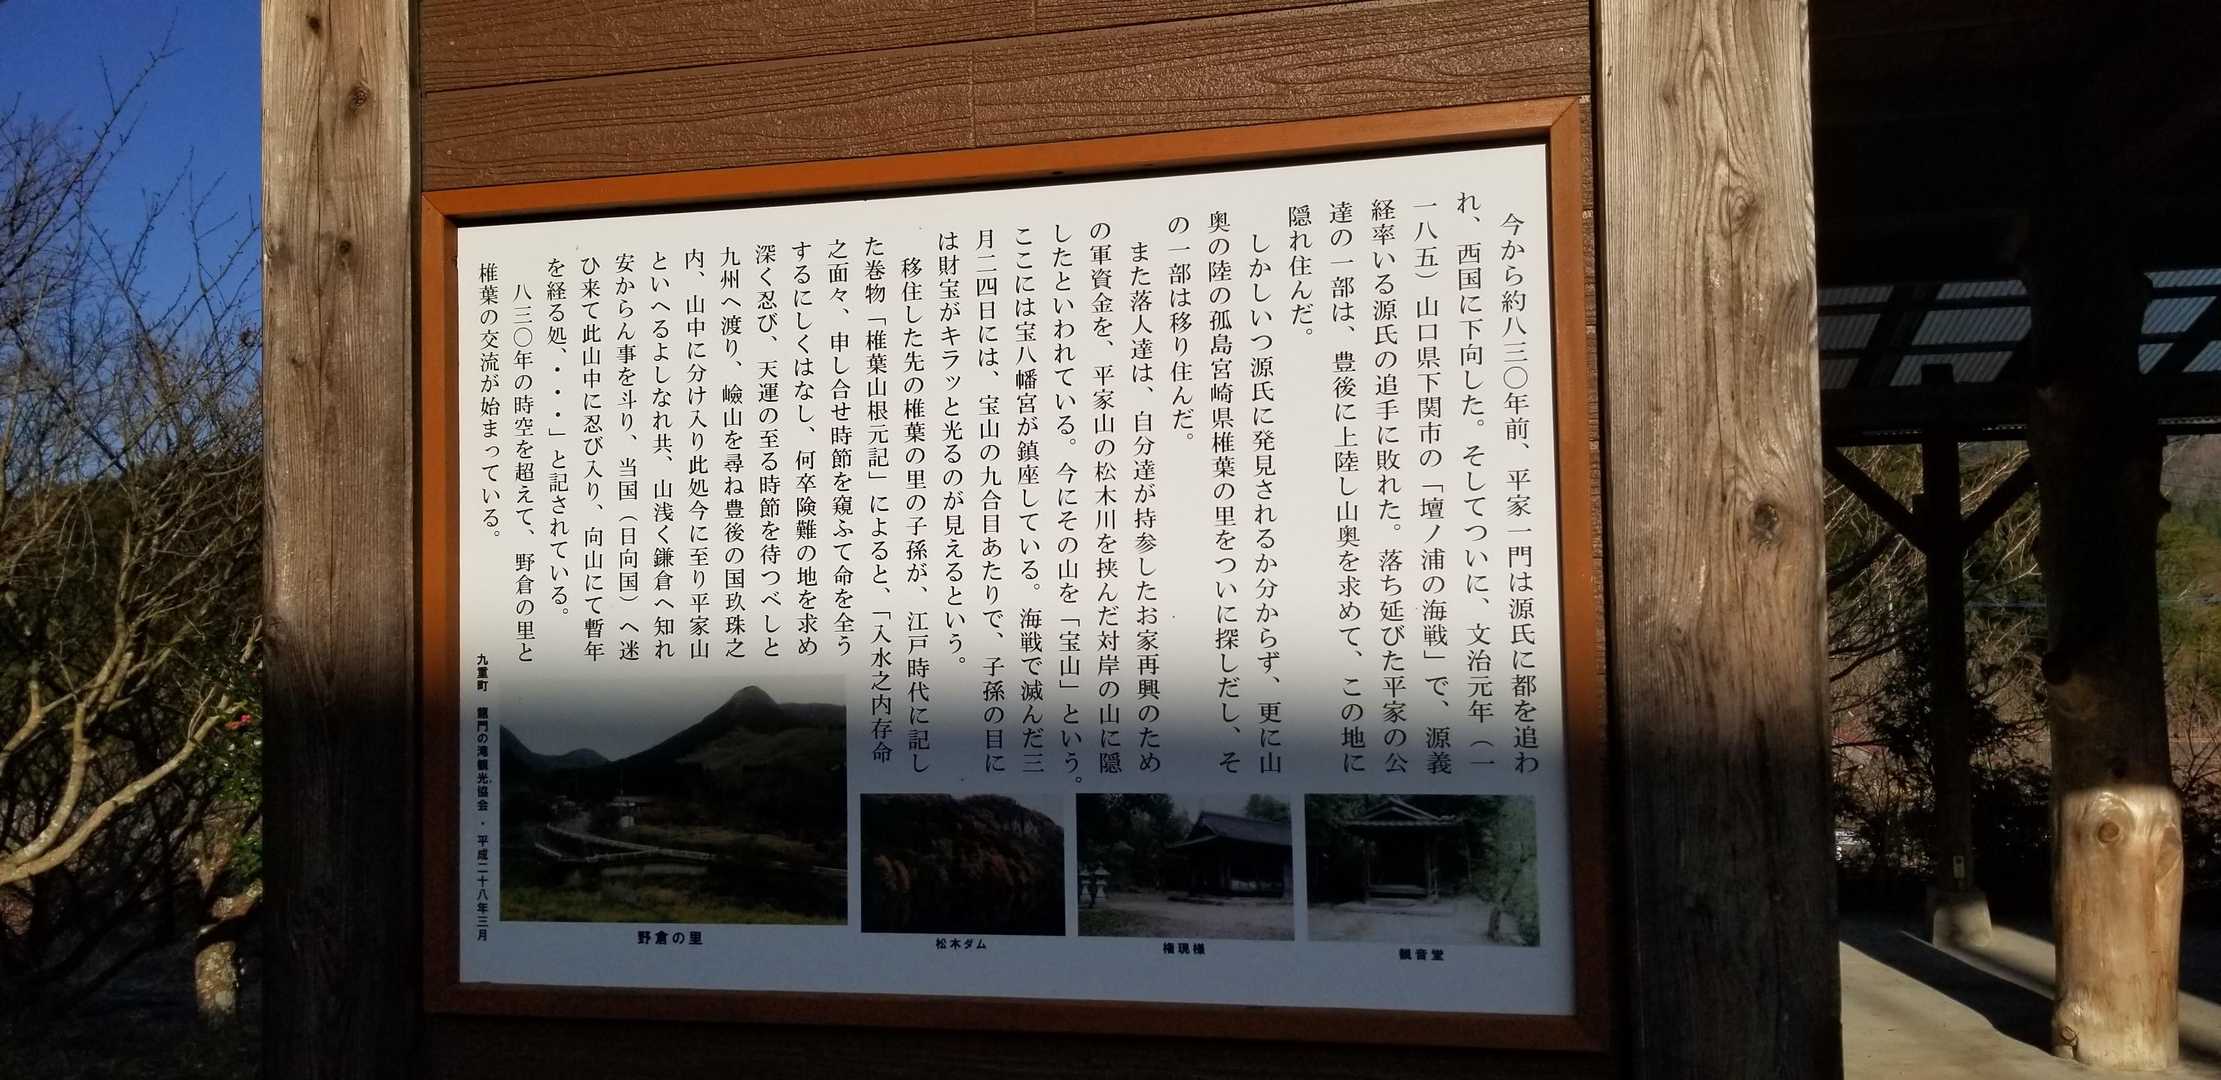 今から約八三〇年前、平家一門は源氏に都を追わ
れ、西国に下向した。そしてついに、文治元年（一
一八五）山口県下関市の「壇ノ浦の海戦」で、源義
経率いる源氏の追手に敗れた。落ち延びた平家の公
達の一部は、豊後に上陸し山奥を求めて、この地に
隠れ住んだ。
しかしいつ源氏に発見されるか分からず、更に山
奥の陸の孤島宮崎県椎葉の里をついに探しだし、そ
の一部は移り住んだ。
また落人達は、自分達が持参したお家再興のため
の軍資金を、平家山の松木川を挟んだ対岸の山に隠
したといわれている。今にその山を「宝山」という。
ここには宝八幡宮が鎮座している。海戦で滅んだ三
月二四日には、宝山の九合目あたりで、子孫の目に
は財宝がキラッと光るのが見えるという。
移住した先の椎葉の里の子孫が、江戸時代に記し
た巻物「椎葉山根元記」によると、「入水之内存命
之面々、申し合せ時節を窺ふて命を全う
するにしくはなし、何卒険難の地を求め
深く忍び、天運の至る時節を待つべしと
九州へ渡り、嶮山を尋ね豊後の国玖珠之
内、山中に分け入り此処今に至り平家山
といへるよしなれ共、山浅く鎌倉へ知れ
安からん事を斗り、当国（日向国）へ迷
ひ来て此山中に忍び入り、向山にて暫年
を経る処、・・・」と記されている。
八三〇年の時空を超えて、野倉の里と
椎葉の交流が始まっている。
九重町 龍門の滝観光協会・平成二十八年三月
野倉の里
松木ダム
権現様
観音堂